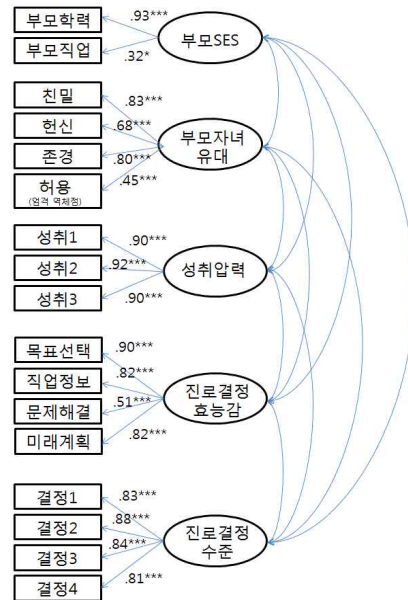 부모학력
.93***
부모SES
부모직업
.32*
친밀
.83***
헌신
.68***
부모자녀
유대
존경
.80***
허용
.45***
(엄격 역채점)
성취1
.90***
성취2
.92***
성취압력
성취3
.90***
목표선택
.90***
직업정보
.82***
진로결정
효능감
문제해결
.51***
미래계획
.82***
결정1
.83***
결정2
.88***
진로결정
수준
결정3
.84***
결정4
.81***